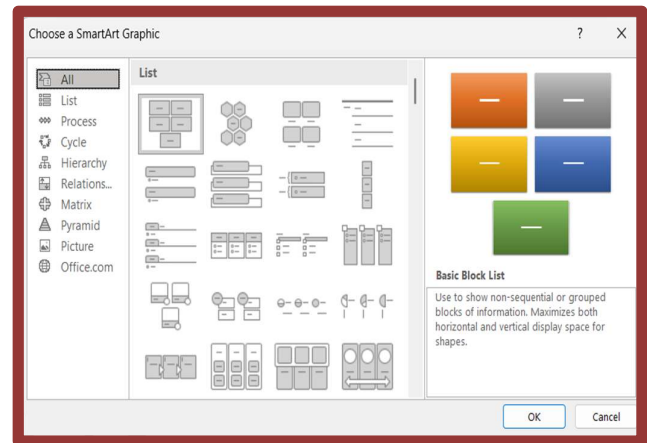 Choose a SmartArt Graphic
?
X
All
List
Process
Cycle
Hierarchy
Relations...
Matrix
Pyramid
Picture
Office.com
List
Basic Block List
Use to show non-sequential or grouped
blocks of information. Maximizes both
horizontal and vertical display space for
shapes.
OK
Cancel